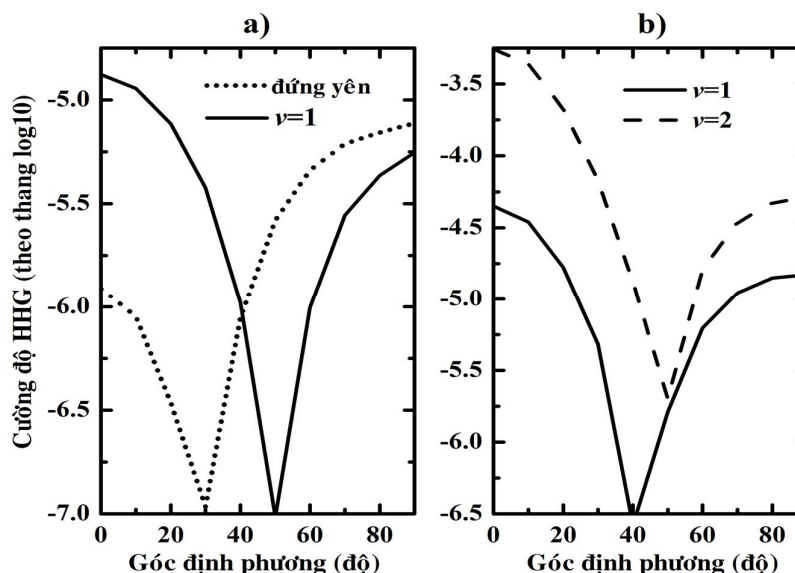 a)
b)
Cường độ HHG (theo thang log10)
-5.0
-5.5
-6.0
-6.5
-7.0
đứng yên
v=1
0 20 40 60 80
Góc định phương (độ)
-3.5
-4.0
-4.5
-5.0
-5.5
-6.0
-6.5
v=1
v=2
0 20 40 60 80
Góc định phương (độ)